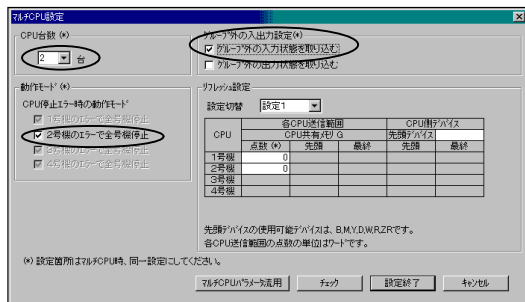 マルチCPU設定
CPU台数 (*)
2 台
グループ外の入出力設定(*)
グループ外の入力状態を取り込む
グループ外の出力状態を取り込む
動作モード (*)
CPU停止エラー時の動作モード
1号機のエラーで全号機停止
2号機のエラーで全号機停止
3号機のエラーで全号機停止
4号機のエラーで全号機停止
リフレッシュ設定
設定切替 設定1
CPU 各CPU送信範囲 CPU側デバイス
CPU共有メモリ G 先頭デバイス
点数 (*) 先頭 最終 先頭 最終
1号機 0
2号機 0
3号機
4号機
先頭デバイスの使用可能デバイスは、B,M,Y,D,W,R,ZRです。
各CPU送信範囲の点数の単位はワードです。
(*) 設定箇所はマルチCPU時、同一設定にしてください。
マルチCPUパラメータ流用 チェック 設定終了 キャンセル